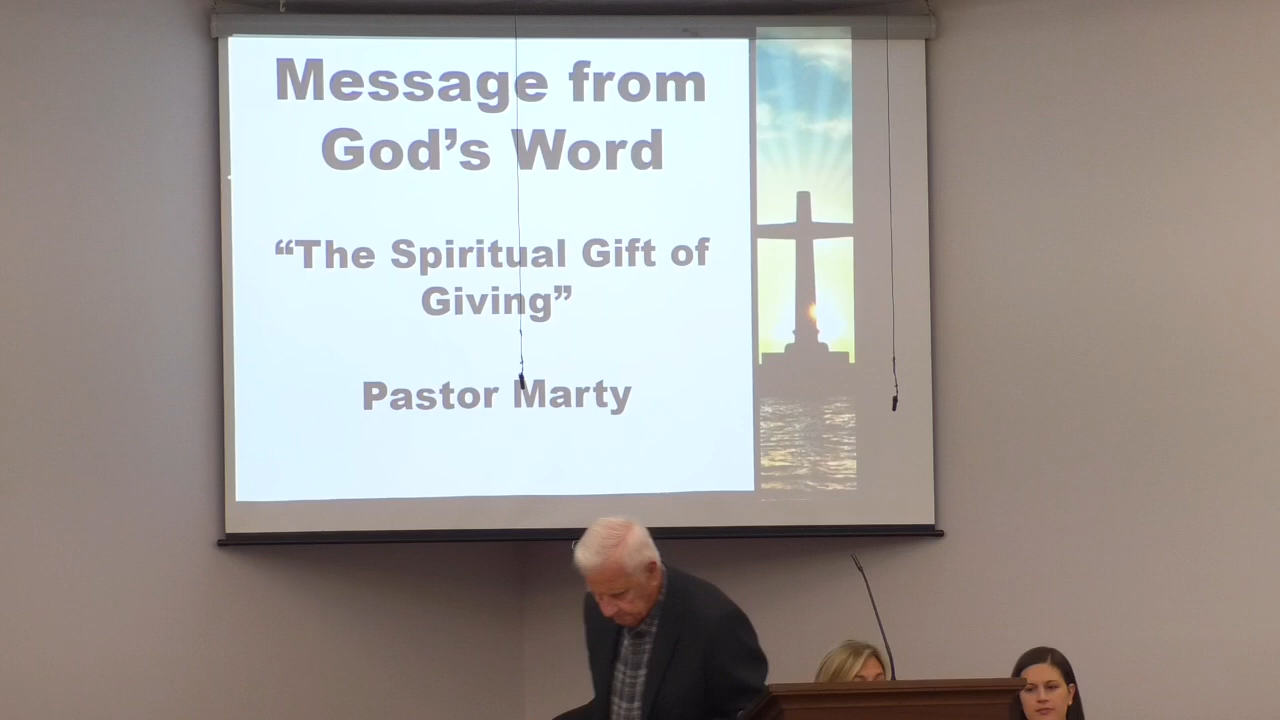 Message from
God’s Word
“The Spiritual Gift of
Giving”
Pastor Marty